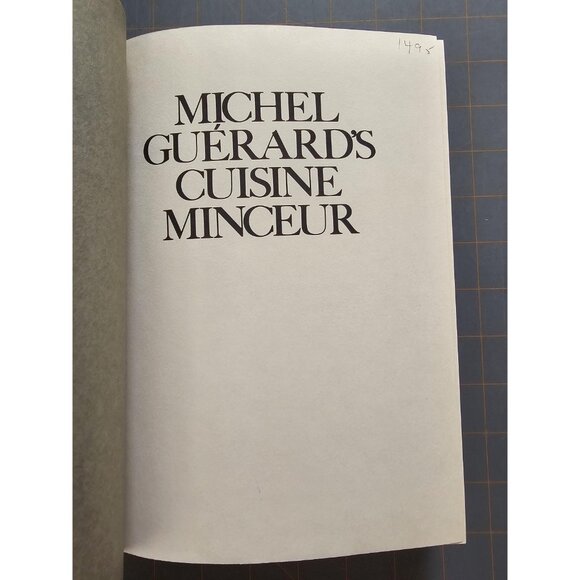 1495
MICHEL
GUÉRARD'S
CUISINE
MINCEUR